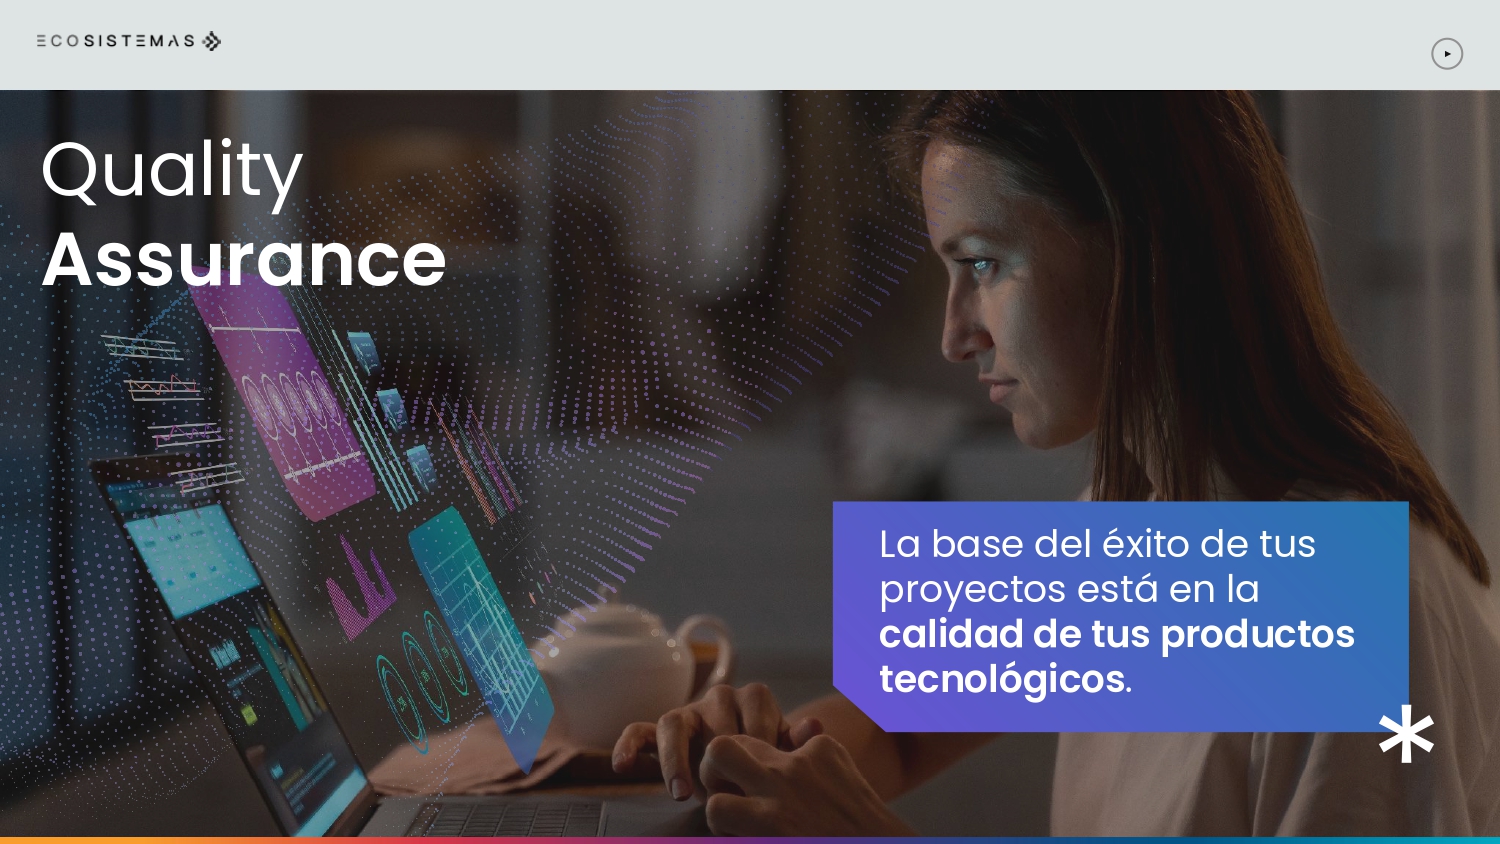 ECOSISTEMAS
Quality
Assurance
La base del éxito de tus
proyectos está en la
calidad de tus productos
tecnológicos.